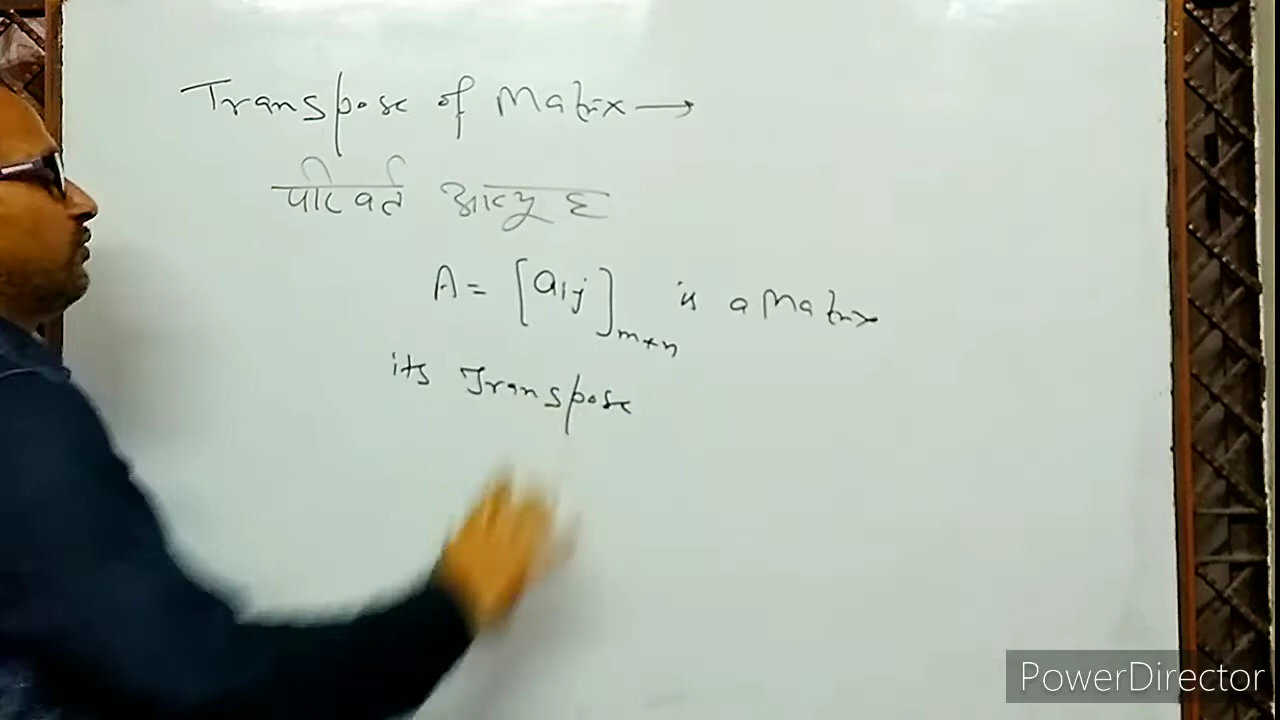 Transpose of Matrix →
परिवर्त आव्यूह
A = [aij]m×n is a Matrix
its Transpose
PowerDirector